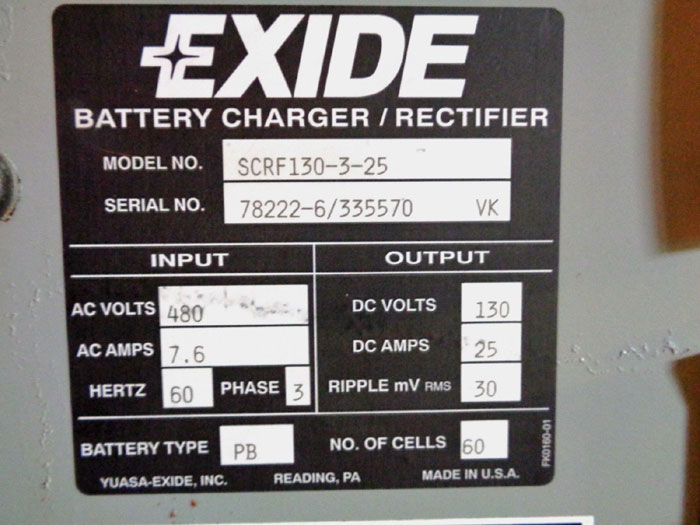 EXIDE
BATTERY CHARGER / RECTIFIER
MODEL NO. SCRF130-3-25
SERIAL NO. 78222-6/335570 VK
INPUT
AC VOLTS 480
AC AMPS 7.6
HERTZ 60 PHASE 3
OUTPUT
DC VOLTS 130
DC AMPS 25
RIPPLE mV RMS 30
BATTERY TYPE PB NO. OF CELLS 60
YUASA-EXIDE, INC. READING, PA MADE IN U.S.A.
FK0160-01